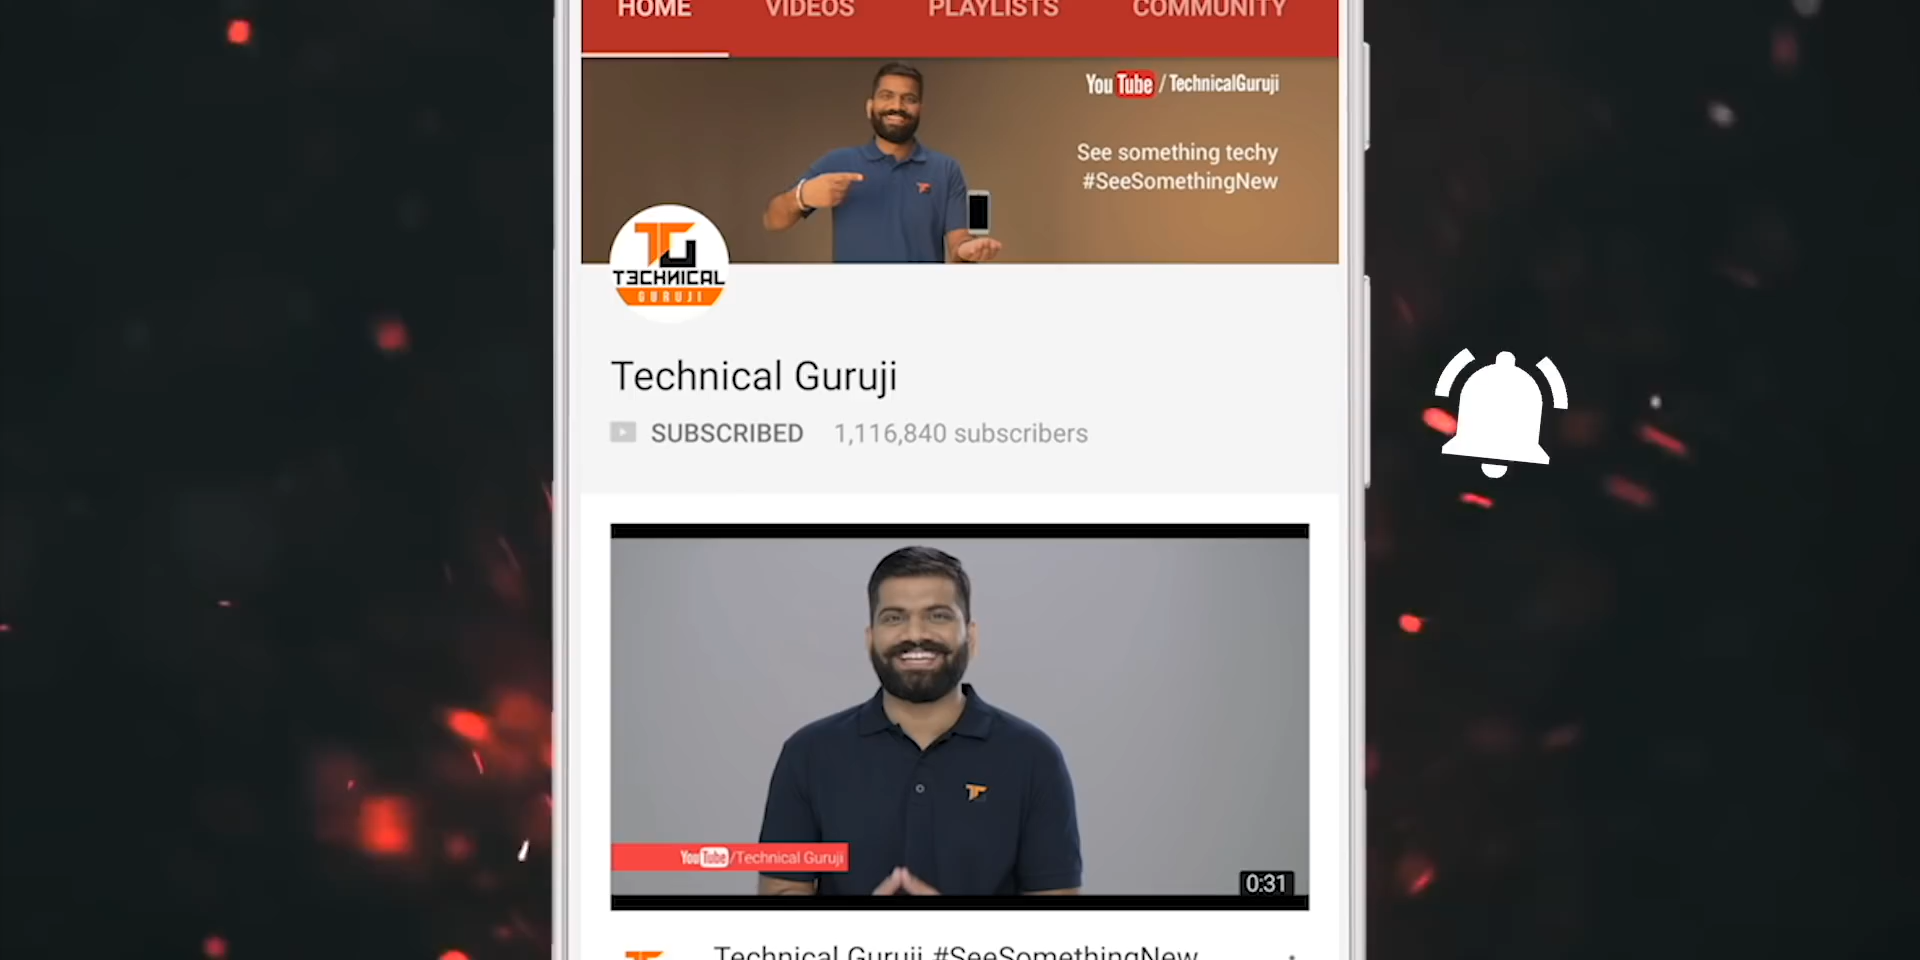 HOME VIDEOS PLAYLISTS COMMUNITY
YouTube / TechnicalGuruji
See something techy
#SeeSomethingNew
TECHNICAL
GURUJI
Technical Guruji
SUBSCRIBED 1,116,840 subscribers
YouTube/Technical Guruji
0:31
Technical Guruji #SeeSomethingNew